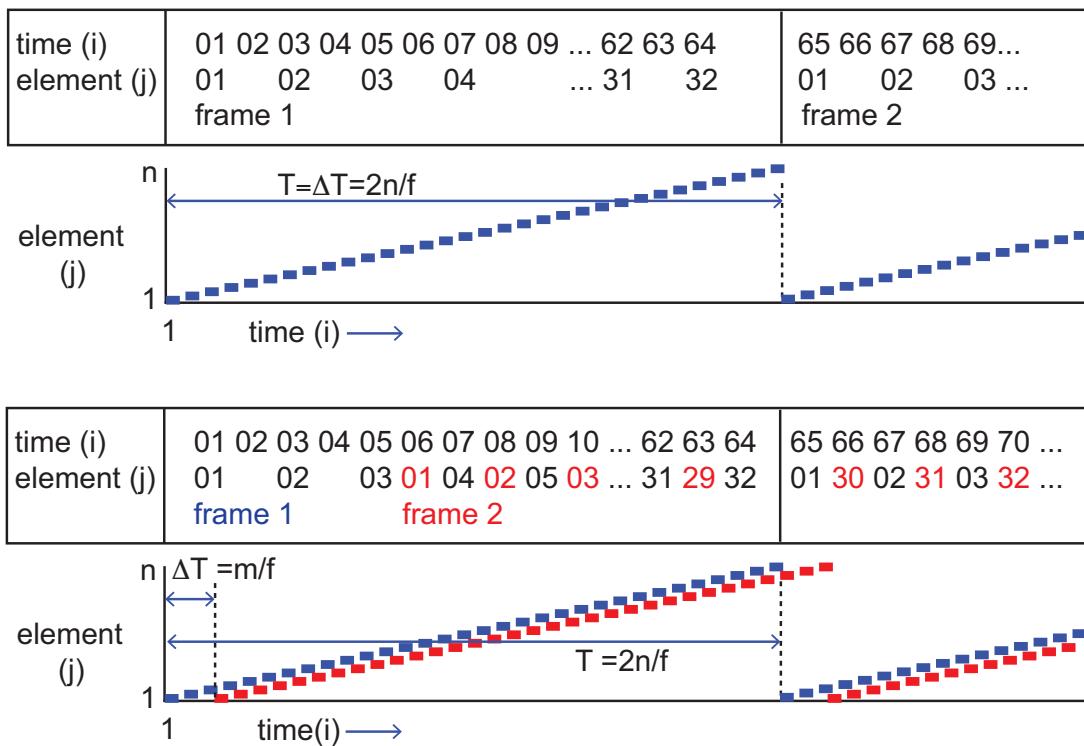 time (i) 01 02 03 04 05 06 07 08 09 ... 62 63 64 65 66 67 68 69...
element (j) 01 02 03 04 ... 31 32 01 02 03 ...
frame 1 frame 2
n
T=ΔT=2n/f
element
(j)
1
1 time (i)
time (i) 01 02 03 04 05 06 07 08 09 10 ... 62 63 64 65 66 67 68 69 70 ...
element (j) 01 02 03 01 04 02 05 03 ... 31 29 32 01 30 02 31 03 32 ...
frame 1 frame 2
n ΔT =m/f
element
(j)
T =2n/f
1
1 time(i)